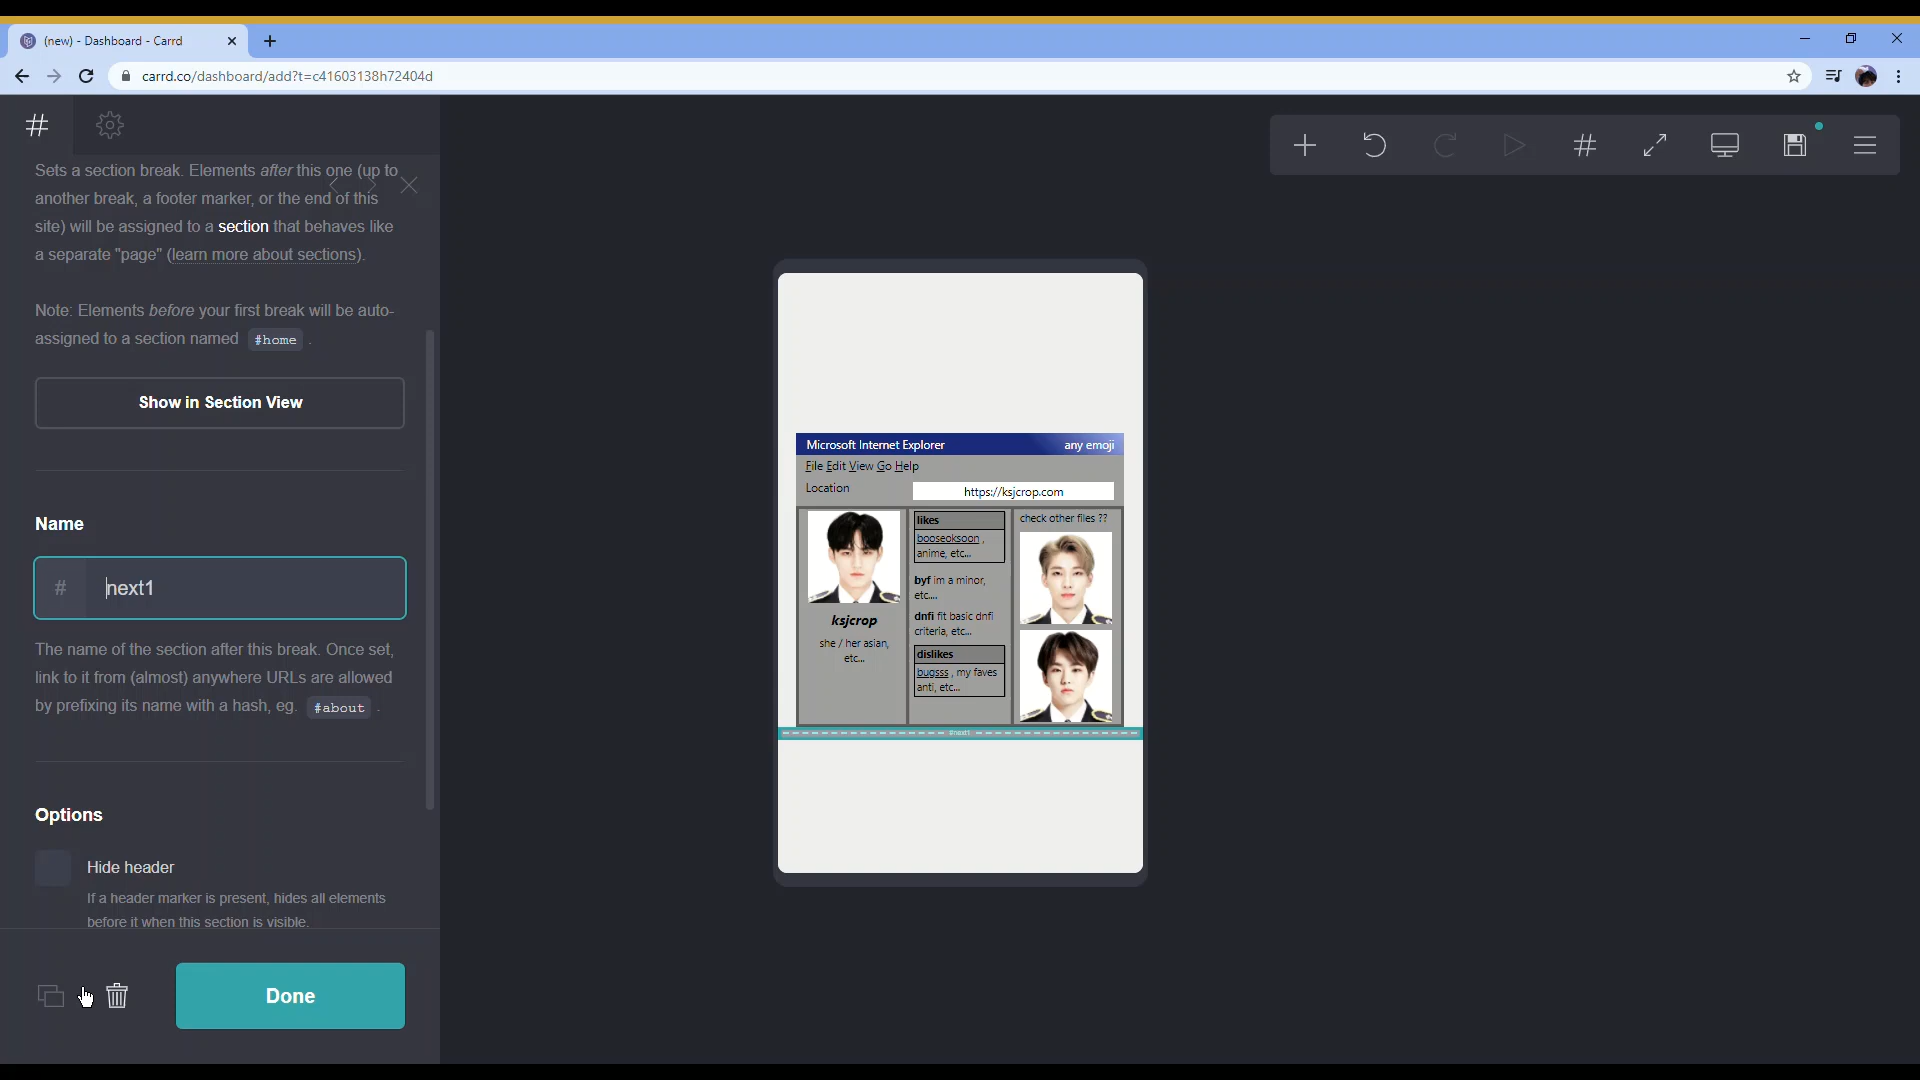 (new) - Dashboard - Carrd
carrd.co/dashboard/add?t=c41603138h72404d
#
#
Sets a section break. Elements after this one (up to
another break, a footer marker, or the end of this
site) will be assigned to a section that behaves like
a separate "page" (learn more about sections).
Note: Elements before your first break will be auto-
assigned to a section named #home .
Show in Section View
Name
# next1
The name of the section after this break. Once set,
link to it from (almost) anywhere URLs are allowed
by prefixing its name with a hash, eg. #about .
Options
Hide header
If a header marker is present, hides all elements
before it when this section is visible.
Done
Microsoft Internet Explorer any emoji
File Edit View Go Help
Location https://ksjcrop.com
ksjcrop
she / her asian,
etc...
likes
booseoksoon ,
anime, etc...
byf im a minor,
etc....
dnfi fit basic dnfi
criteria, etc...
dislikes
bugsss , my faves
anti, etc...
check other files ??
#next1